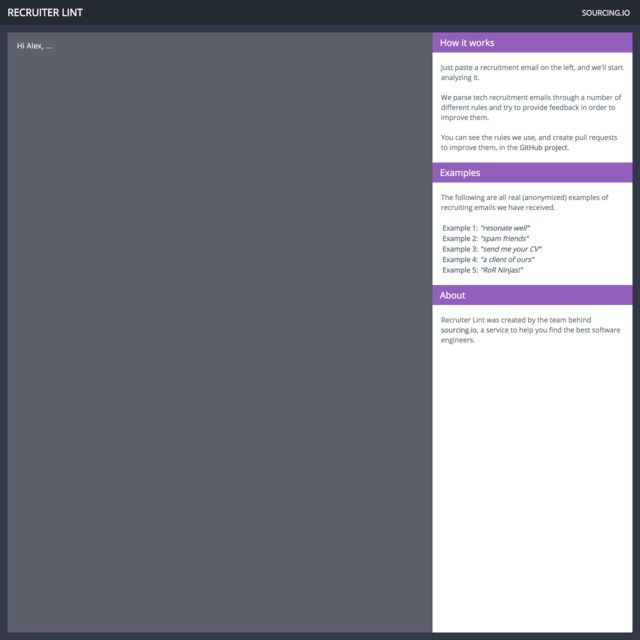 RECRUITER LINT
SOURCING.IO
Hi Alex, ...
How it works
Just paste a recruitment email on the left, and we'll start
analyzing it.
We parse tech recruitment emails through a number of
different rules and try to provide feedback in order to
improve them.
You can see the rules we use, and create pull requests
to improve them, in the GitHub project.
Examples
The following are all real (anonymized) examples of
recruiting emails we have received.
Example 1: "resonate well"
Example 2: "spam friends"
Example 3: "send me your CV"
Example 4: "a client of ours"
Example 5: "RoR Ninjas!"
About
Recruiter Lint was created by the team behind
sourcing.io, a service to help you find the best software
engineers.